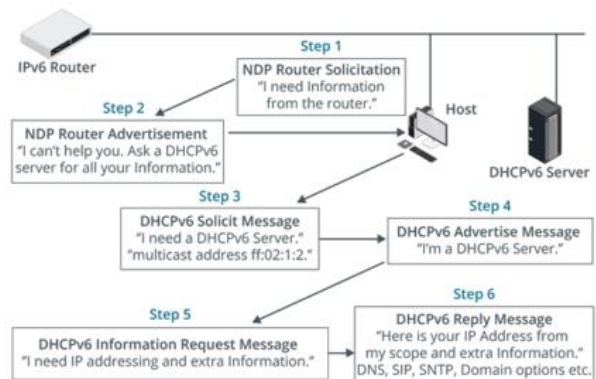 Step 1
IPv6 Router
NDP Router Solicitation
"I need Information
from the router."
Step 2
Host
NDP Router Advertisement
"I can't help you. Ask a DHCPv6
server for all your Information."
DHCPv6 Server
Step 3
DHCPv6 Solicit Message
"I need a DHCPv6 Server."
"multicast address ff:02:1:2."
Step 4
DHCPv6 Advertise Message
"I'm a DHCPv6 Server."
Step 5
DHCPv6 Information Request Message
"I need IP addressing and extra Information."
Step 6
DHCPv6 Reply Message
"Here is your IP Address from
my scope and extra Information."
DNS, SIP, SNTP, Domain options etc.